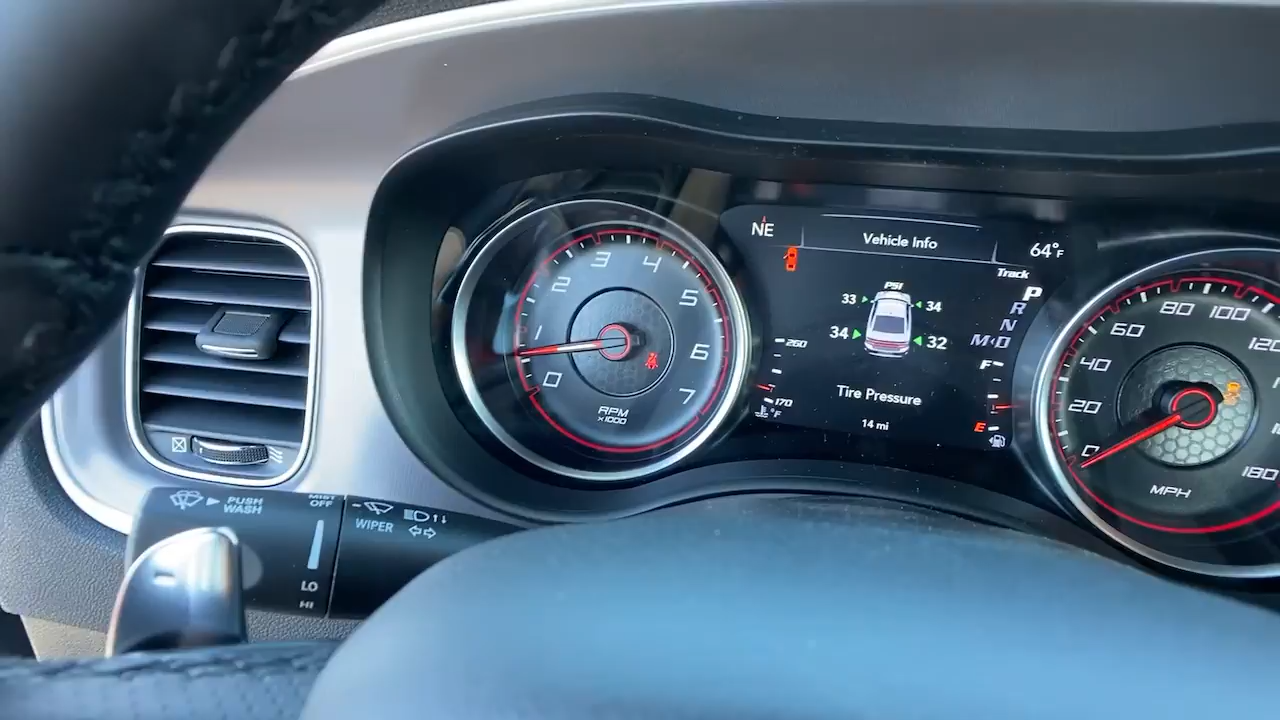 NE
Vehicle Info
64°F
Track
PSI
33
34
34
32
P
R
N
M D
260
170
°F
F
E
Tire Pressure
14 mi
0
1
2
3
4
5
6
7
RPM
x1000
0
20
40
60
80
100
120
180
MPH
PUSH
WASH
MIST
OFF
LO
HI
WIPER